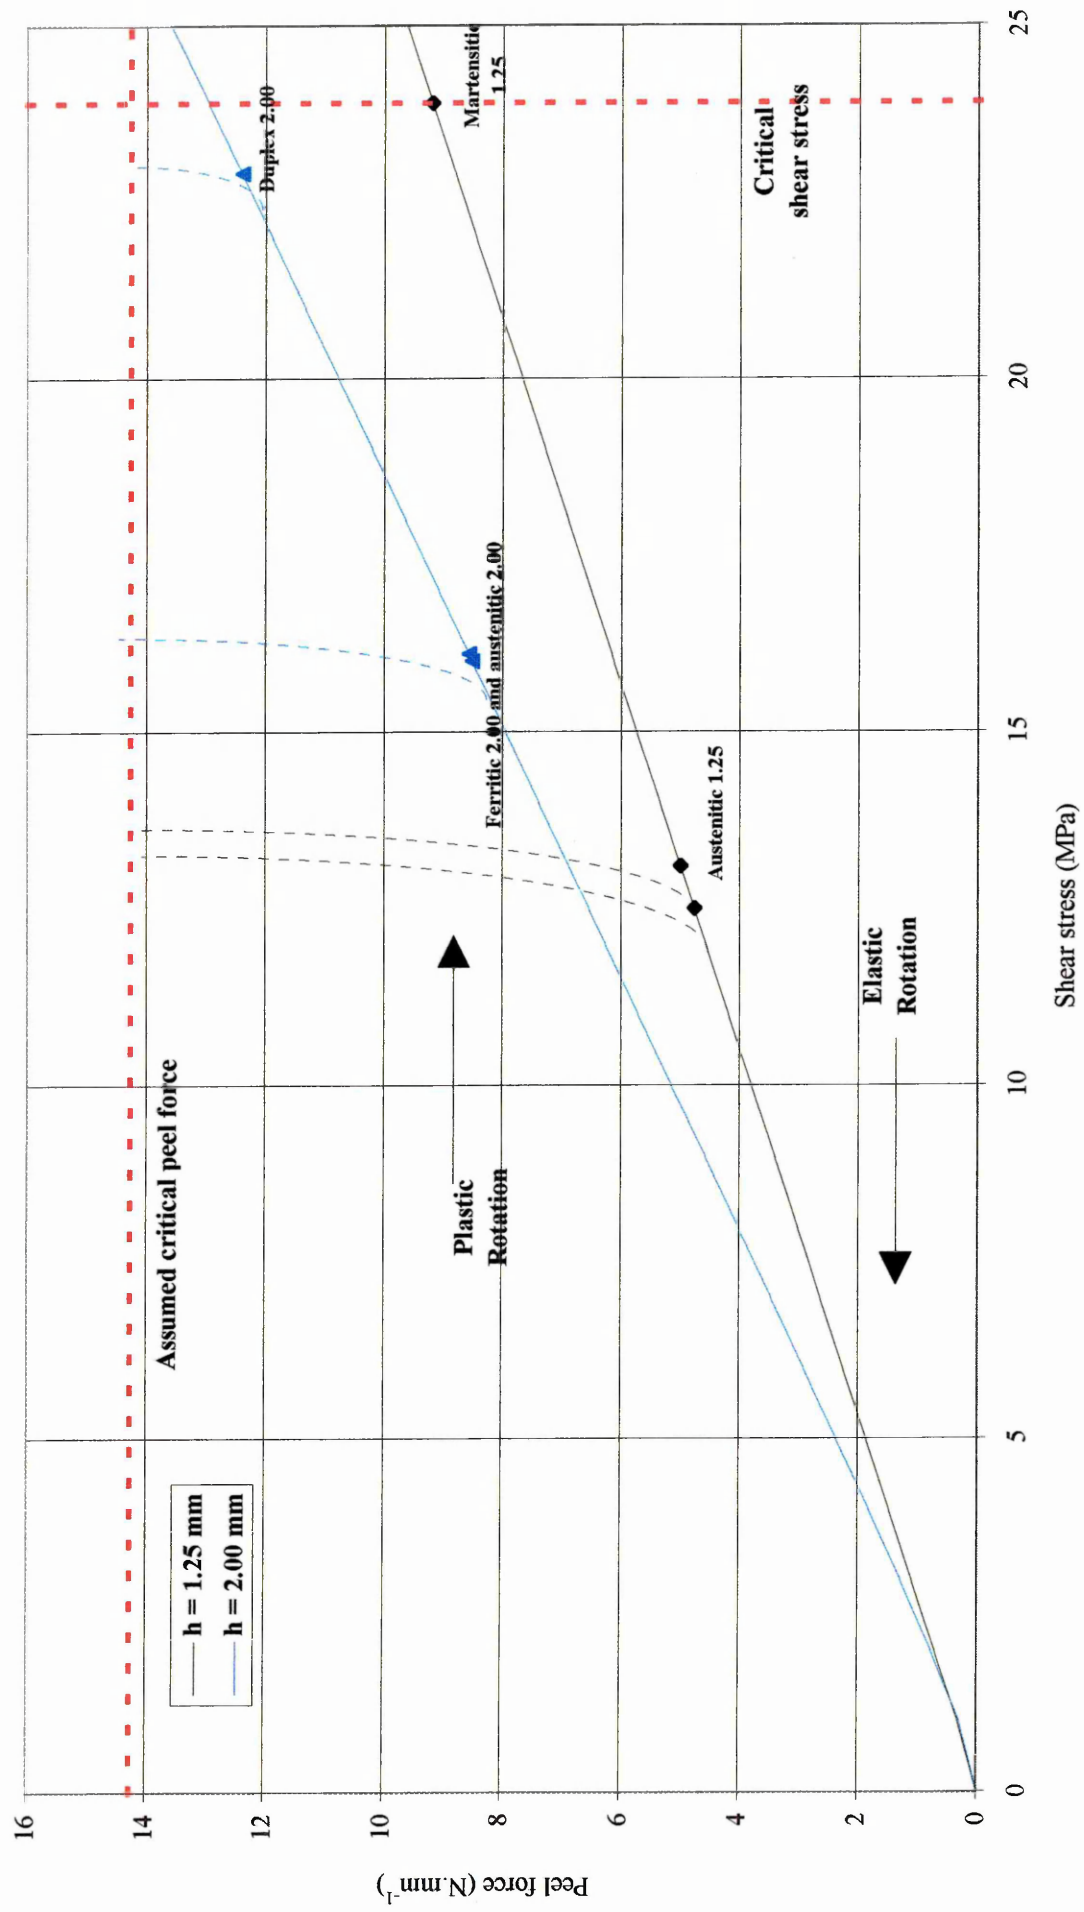 Peel force (N.mm⁻¹)
16
14
12
10
8
6
4
2
0
h = 1.25 mm
h = 2.00 mm
Assumed critical peel force
Plastic
Rotation
Elastic
Rotation
Austenitic 1.25
Ferritic 2.00 and austenitic 2.00
Duplex 2.00
Martensitic
1.25
Critical
shear stress
0
5
10
15
20
25
Shear stress (MPa)